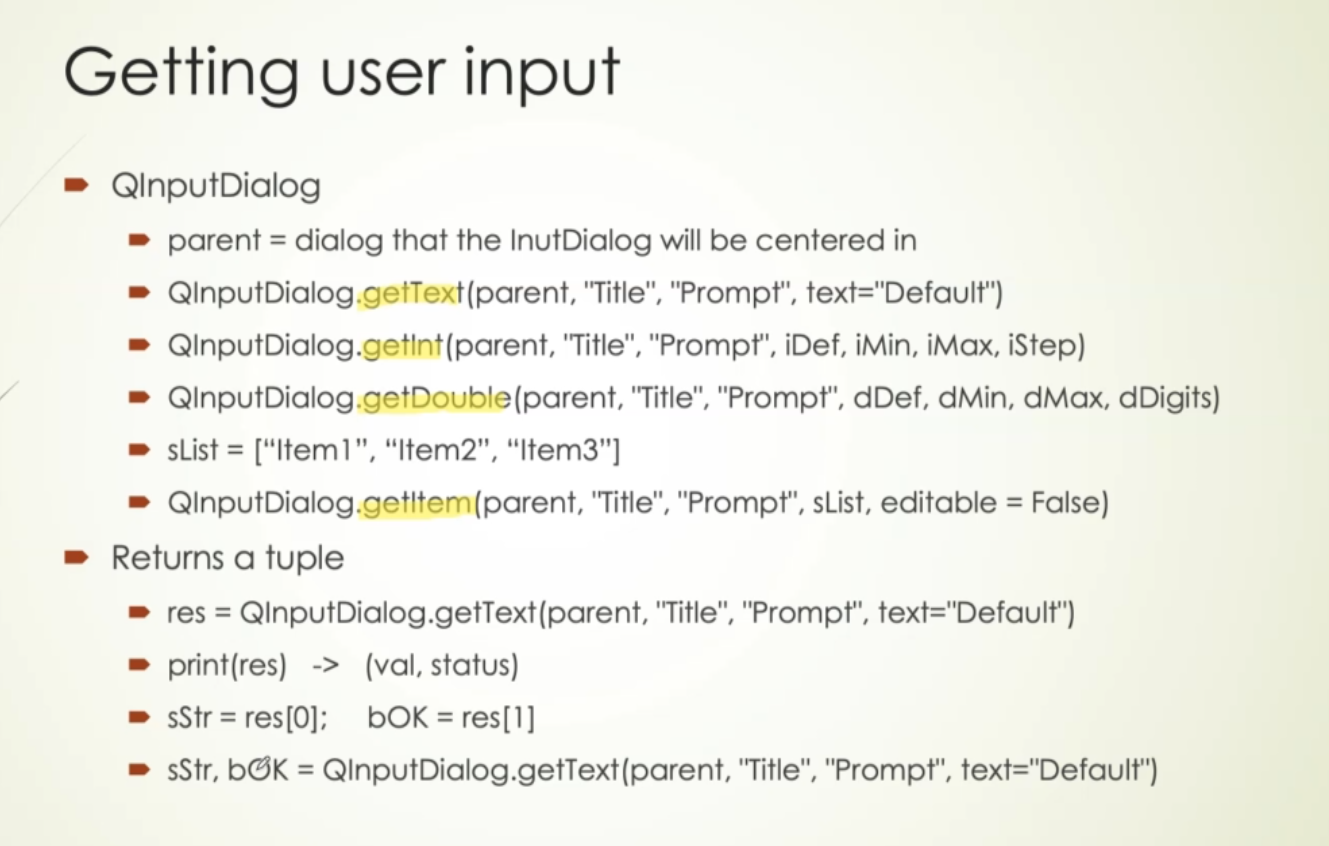 Getting user input
QInputDialog
parent = dialog that the InutDialog will be centered in
QInputDialog.getText(parent, "Title", "Prompt", text="Default")
QInputDialog.getInt(parent, "Title", "Prompt", iDef, iMin, iMax, iStep)
QInputDialog.getDouble(parent, "Title", "Prompt", dDef, dMin, dMax, dDigits)
sList = [“Item1”, “Item2”, “Item3”]
QInputDialog.getItem(parent, "Title", "Prompt", sList, editable = False)
Returns a tuple
res = QInputDialog.getText(parent, "Title", "Prompt", text="Default")
print(res) -> (val, status)
sStr = res[0]; bOK = res[1]
sStr, bOK = QInputDialog.getText(parent, "Title", "Prompt", text="Default")